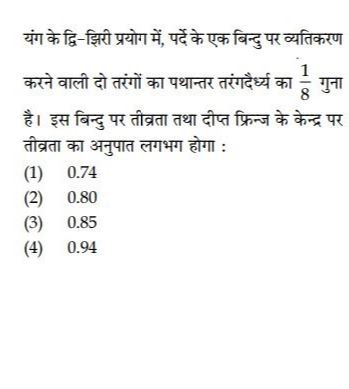 यंग के द्वि-झिरी प्रयोग में, पर्दे के एक बिन्दु पर व्यतिकरण
करने वाली दो तरंगों का पथान्तर तरंगदैर्ध्य का 1/8 गुना
है। इस बिन्दु पर तीव्रता तथा दीप्त फ्रिन्ज के केन्द्र पर
तीव्रता का अनुपात लगभग होगा :
(1) 0.74
(2) 0.80
(3) 0.85
(4) 0.94